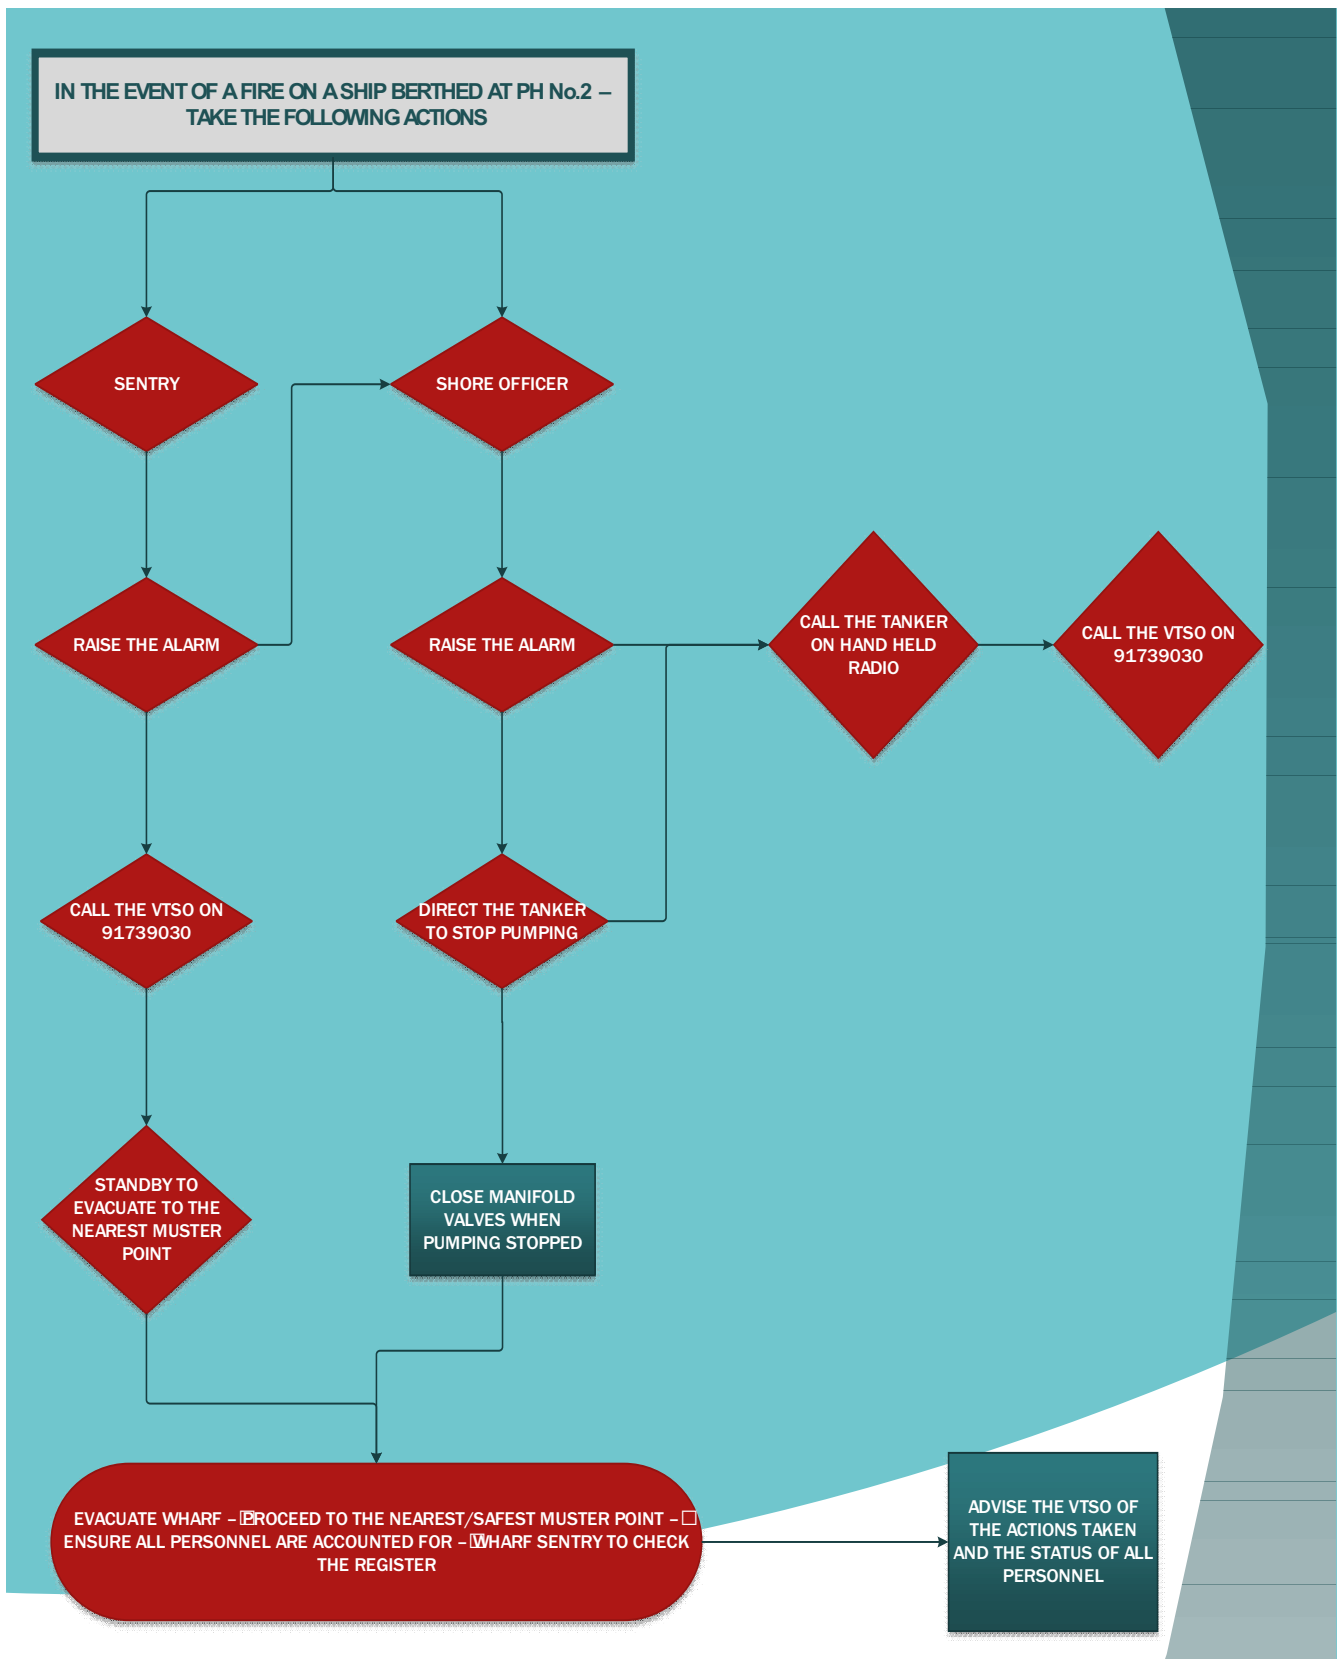 IN THE EVENT OF A FIRE ON A SHIP BERTHED AT PH No.2 –
TAKE THE FOLLOWING ACTIONS
SENTRY
SHORE OFFICER
RAISE THE ALARM
RAISE THE ALARM
CALL THE TANKER
ON HAND HELD
RADIO
CALL THE VTSO ON
91739030
CALL THE VTSO ON
91739030
DIRECT THE TANKER
TO STOP PUMPING
STANDBY TO
EVACUATE TO THE
NEAREST MUSTER
POINT
CLOSE MANIFOLD
VALVES WHEN
PUMPING STOPPED
EVACUATE WHARF – PROCEED TO THE NEAREST/SAFEST MUSTER POINT –
ENSURE ALL PERSONNEL ARE ACCOUNTED FOR – WHARF SENTRY TO CHECK
THE REGISTER
ADVISE THE VTSO OF
THE ACTIONS TAKEN
AND THE STATUS OF ALL
PERSONNEL